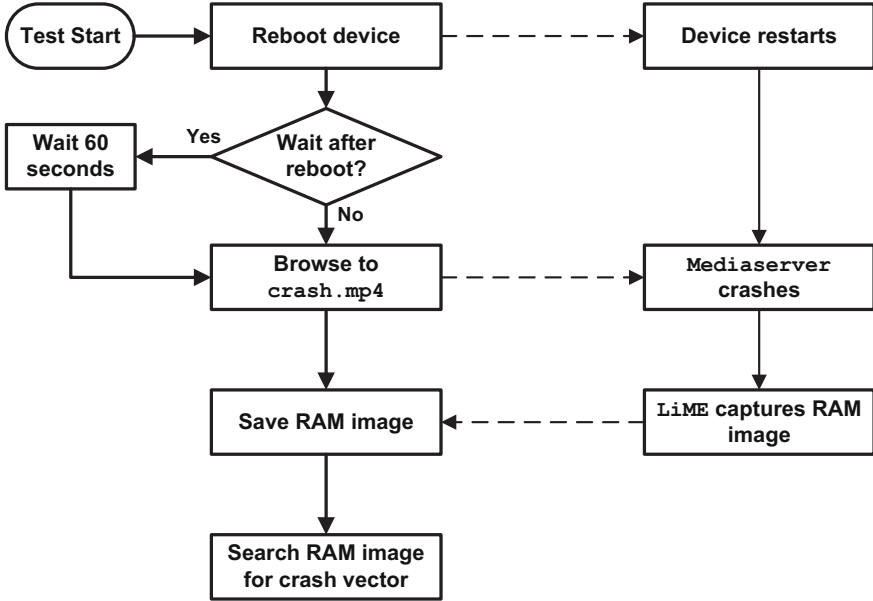 Test Start
Reboot device
Device restarts
Wait 60
seconds
Yes
Wait after
reboot?
No
Browse to
crash.mp4
Mediaserver
crashes
Save RAM image
LiME captures RAM
image
Search RAM image
for crash vector